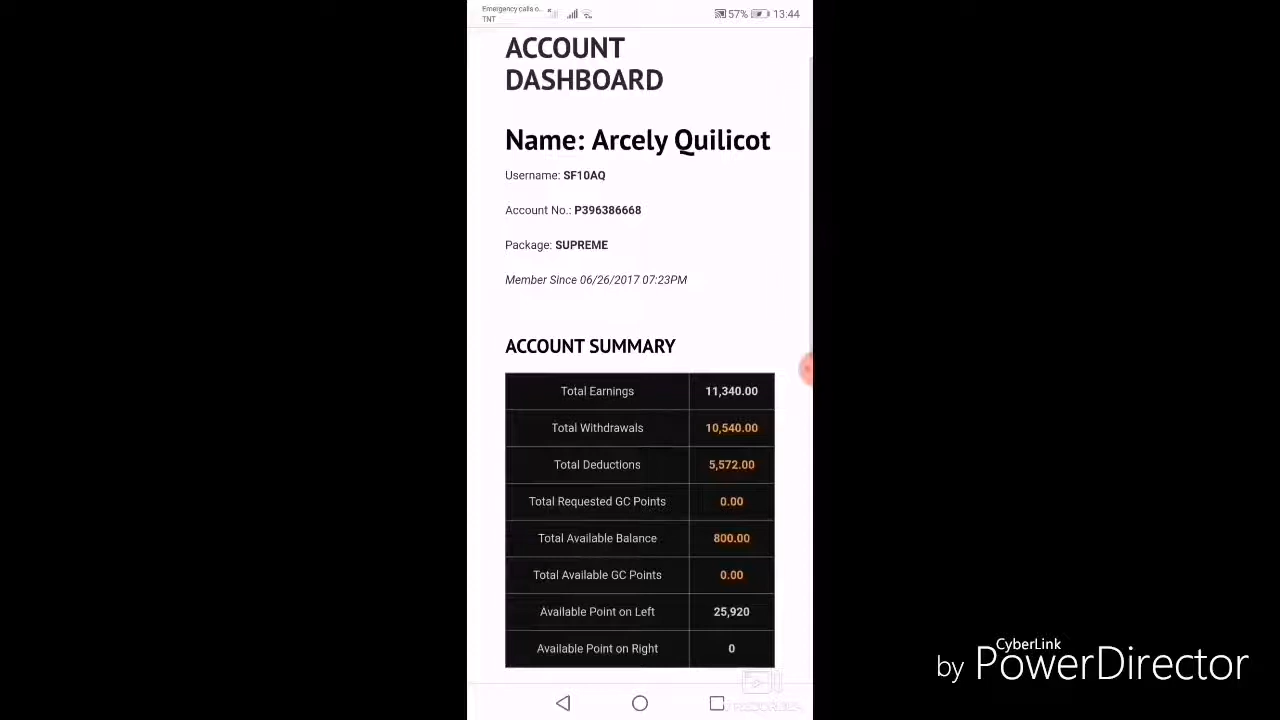 Emergency calls o..
TNT
57%
13:44
ACCOUNT
DASHBOARD
Name: Arcely Quilicot
Username: SF10AQ
Account No.: P396386668
Package: SUPREME
Member Since 06/26/2017 07:23PM
ACCOUNT SUMMARY
Total Earnings 11,340.00
Total Withdrawals 10,540.00
Total Deductions 5,572.00
Total Requested GC Points 0.00
Total Available Balance 800.00
Total Available GC Points 0.00
Available Point on Left 25,920
Available Point on Right 0
CyberLink
by PowerDirector